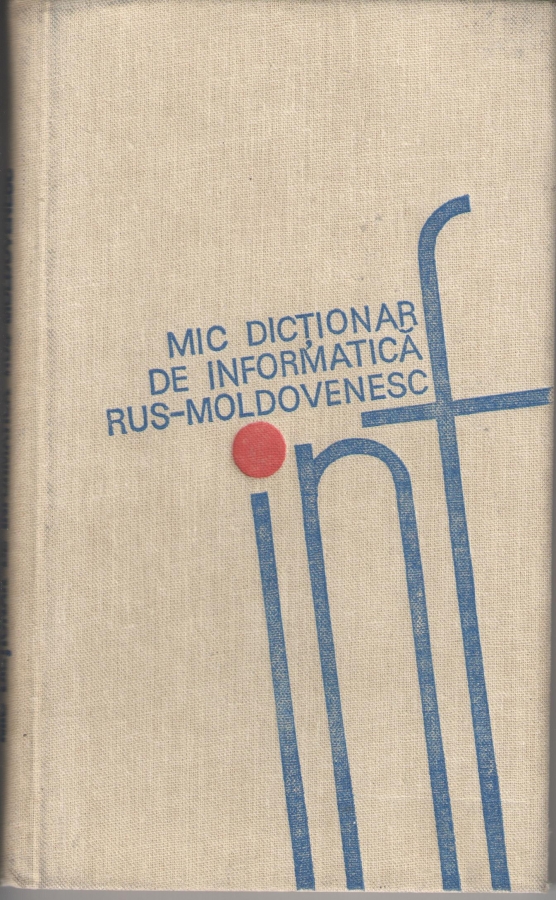 MIC DICȚIONAR
DE INFORMATICĂ
RUS-MOLDOVENESC
inf